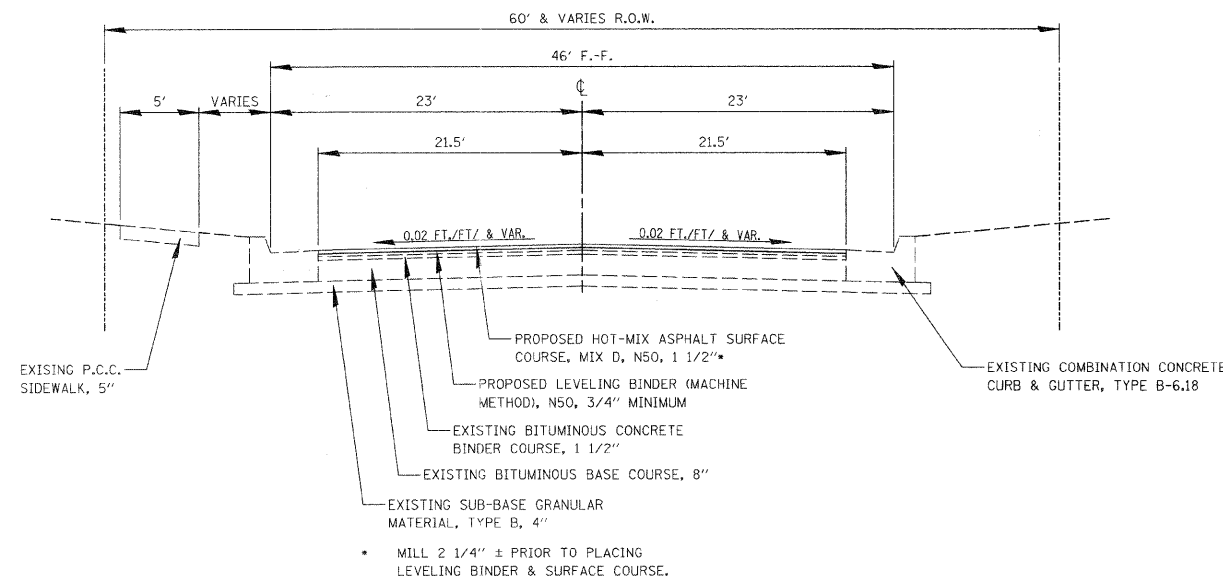 60' & VARIES R.O.W.
46' F.-F.
℄
5'
VARIES
23'
23'
21.5'
21.5'
0.02 FT./FT/ & VAR.
0.02 FT./FT/ & VAR.
PROPOSED HOT-MIX ASPHALT SURFACE
COURSE, MIX D, N50, 1 1/2"*
EXISING P.C.C.
SIDEWALK, 5"
EXISTING COMBINATION CONCRETE
CURB & GUTTER, TYPE B-6.18
PROPOSED LEVELING BINDER (MACHINE
METHOD), N50, 3/4" MINIMUM
EXISTING BITUMINOUS CONCRETE
BINDER COURSE, 1 1/2"
EXISTING BITUMINOUS BASE COURSE, 8"
EXISTING SUB-BASE GRANULAR
MATERIAL, TYPE B, 4"
* MILL 2 1/4" ± PRIOR TO PLACING
LEVELING BINDER & SURFACE COURSE.